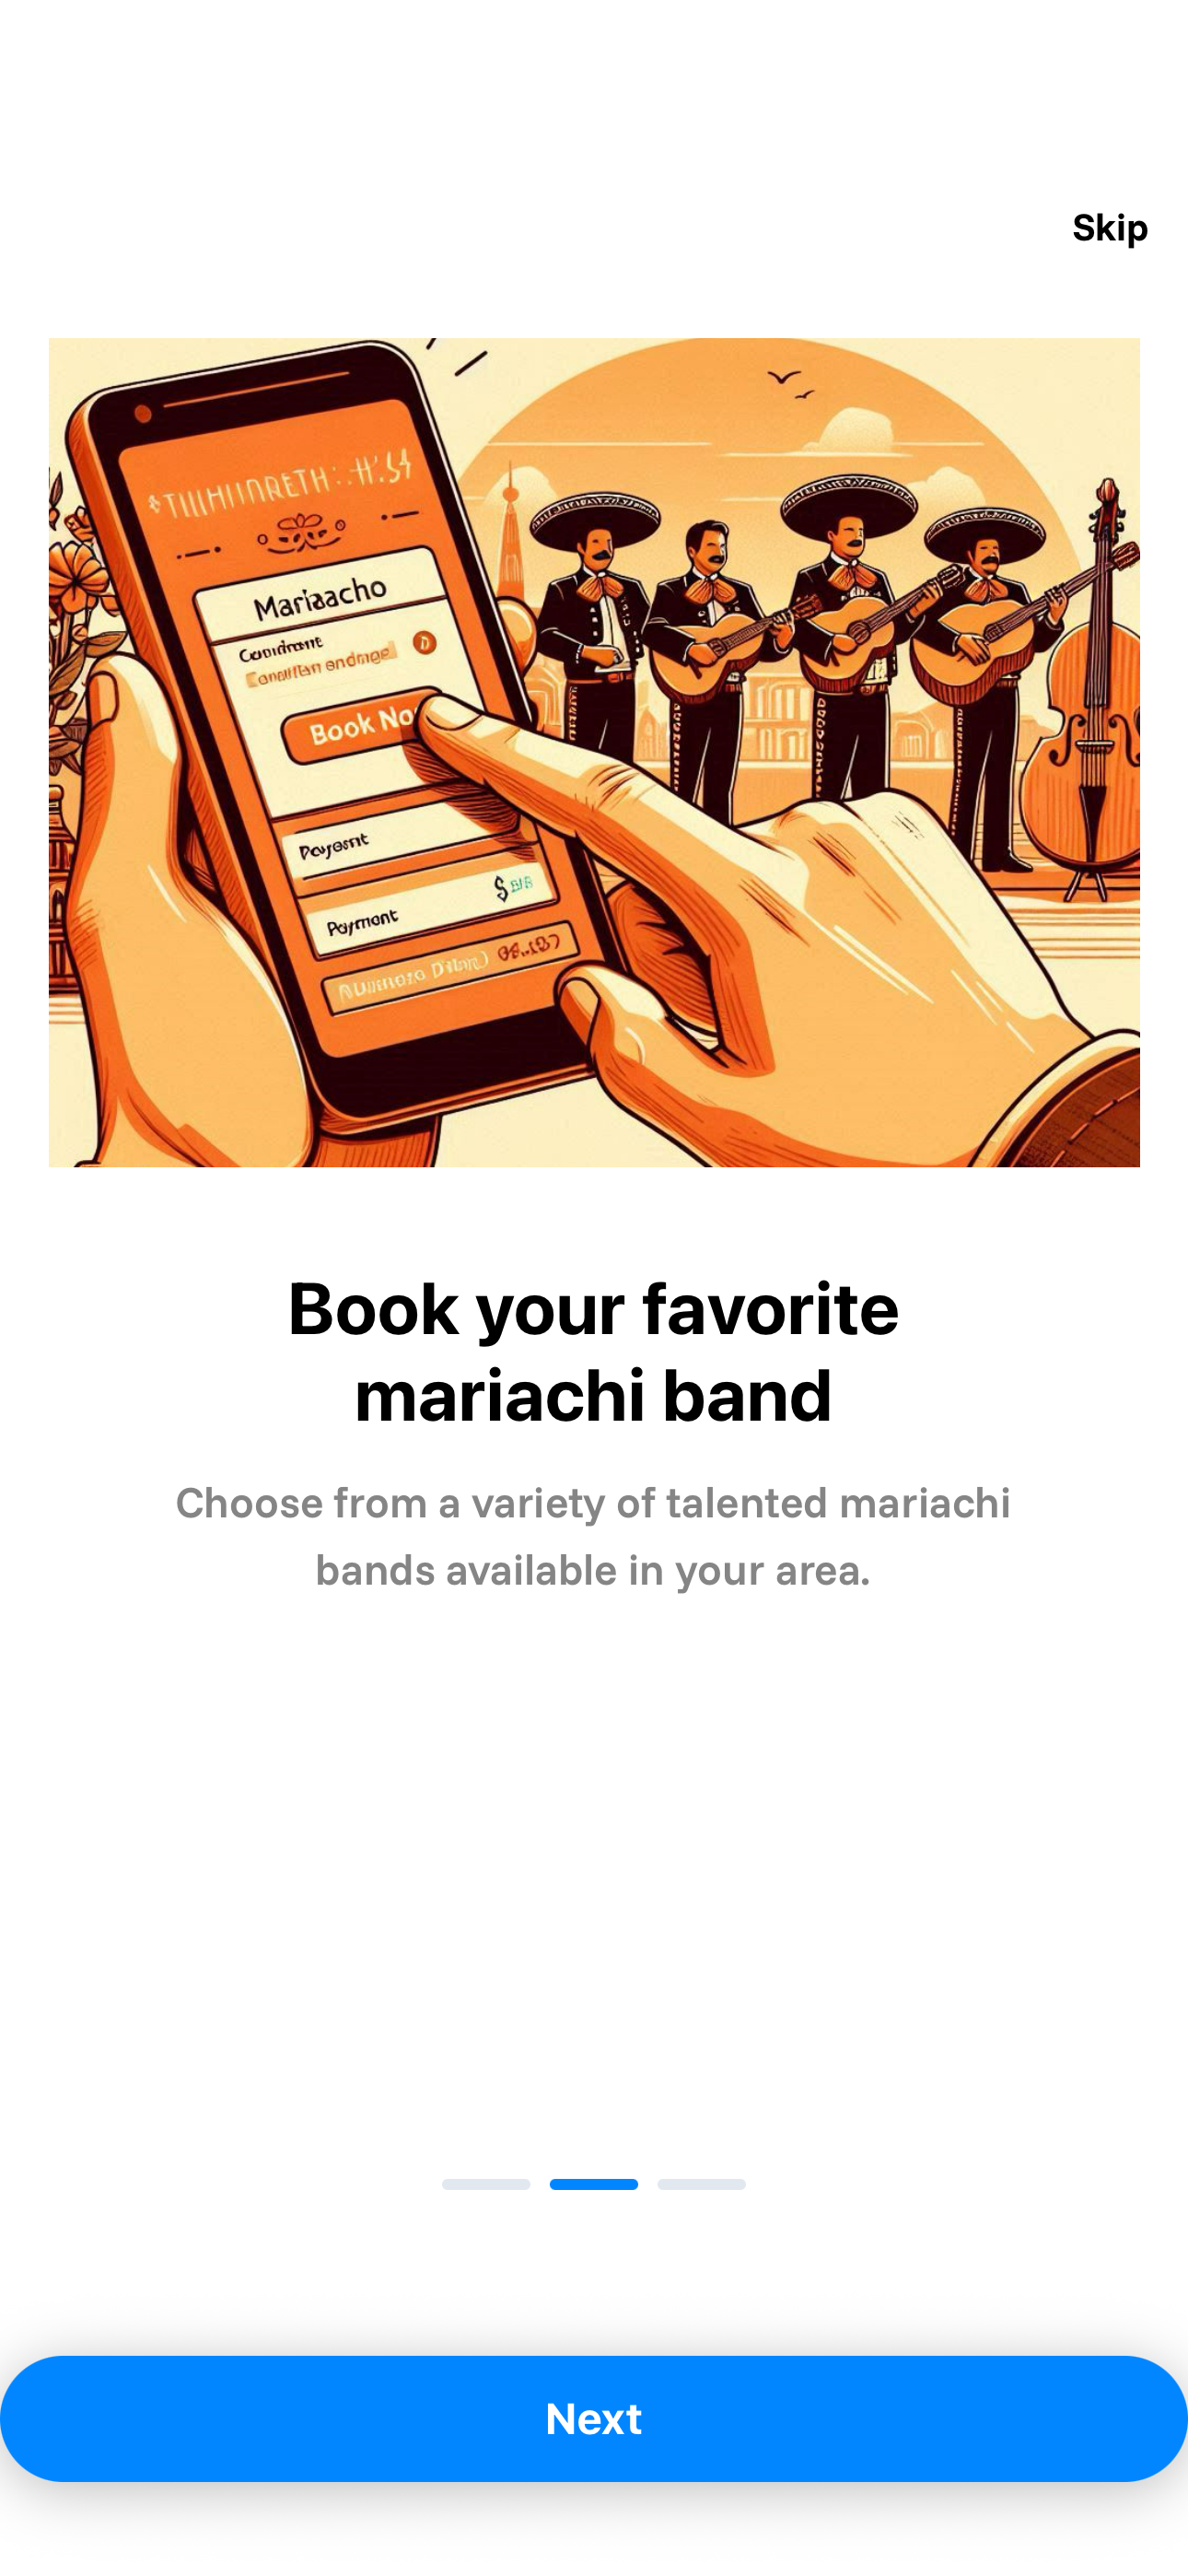 Skip
Mariaacho
Book No
Payment
$
Book your favorite
mariachi band
Choose from a variety of talented mariachi
bands available in your area.
Next